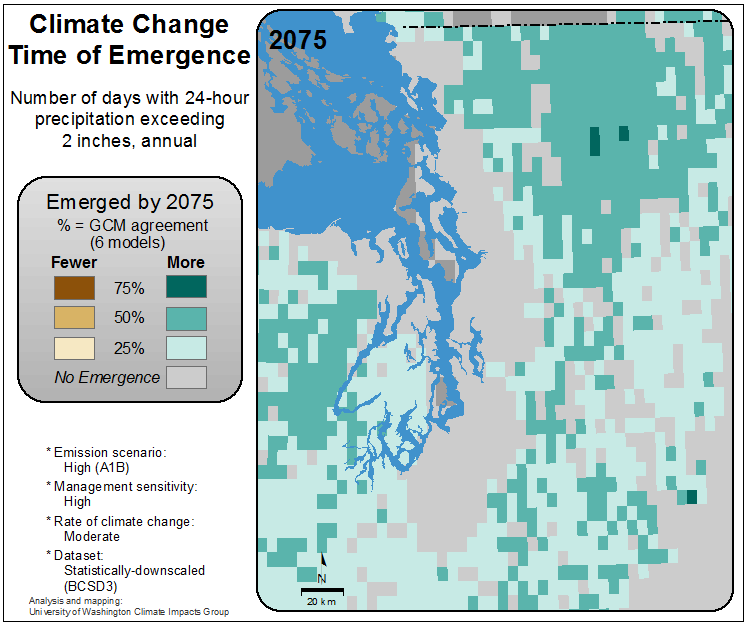 Climate Change
Time of Emergence
Number of days with 24-hour
precipitation exceeding
2 inches, annual
Emerged by 2075
% = GCM agreement
(6 models)
Fewer More
75%
50%
25%
No Emergence
* Emission scenario:
High (A1B)
* Management sensitivity:
High
* Rate of climate change:
Moderate
* Dataset:
Statistically-downscaled
(BCSD3)
Analysis and mapping:
University of Washington Climate Impacts Group
2075
N
20 km